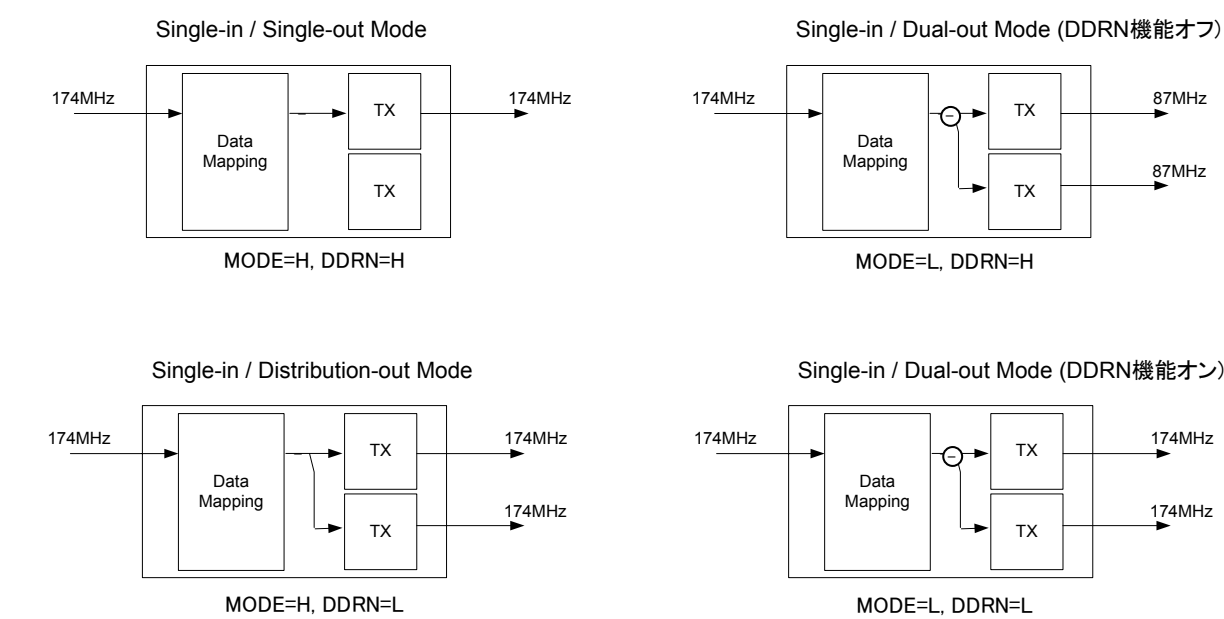 Single-in / Single-out Mode
174MHz
Data
Mapping
TX
TX
174MHz
MODE=H, DDRN=H
Single-in / Dual-out Mode (DDRN機能オフ)
174MHz
Data
Mapping
TX
TX
87MHz
87MHz
MODE=L, DDRN=H
Single-in / Distribution-out Mode
174MHz
Data
Mapping
TX
TX
174MHz
174MHz
MODE=H, DDRN=L
Single-in / Dual-out Mode (DDRN機能オン)
174MHz
Data
Mapping
TX
TX
174MHz
174MHz
MODE=L, DDRN=L